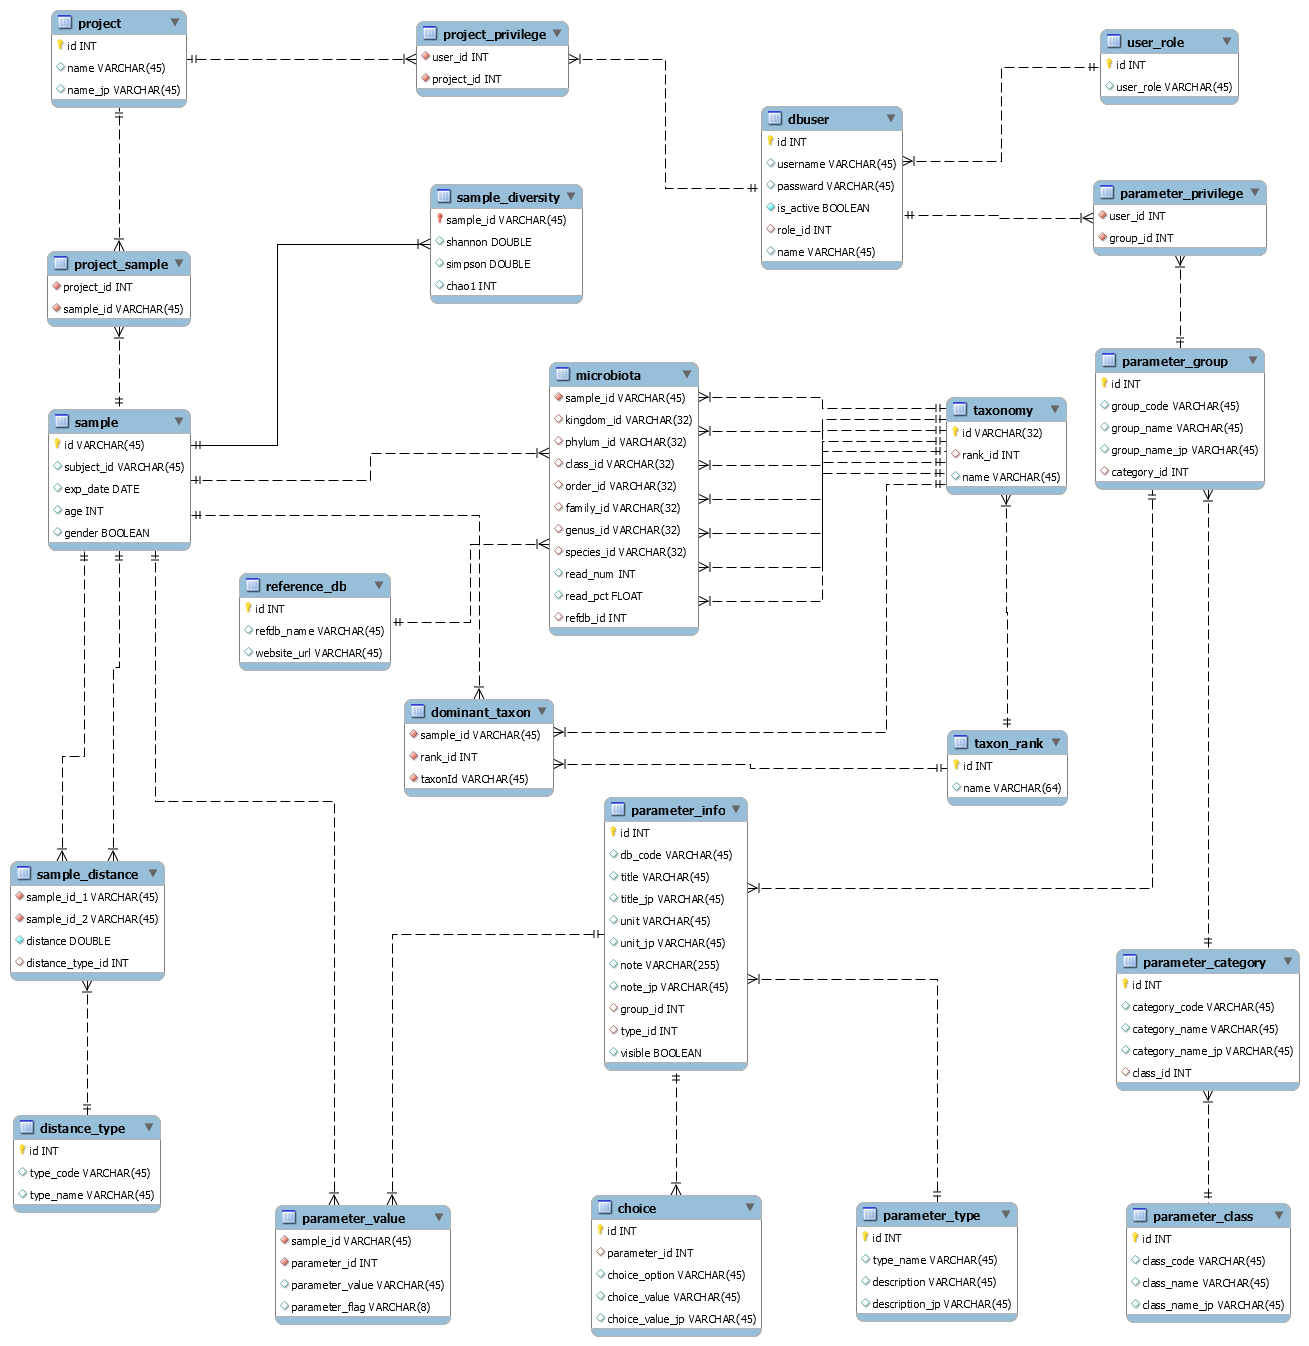 project
id INT
name VARCHAR(45)
name_jp VARCHAR(45)
project_privilege
user_id INT
project_id INT
user_role
id INT
user_role VARCHAR(45)
dbuser
id INT
username VARCHAR(45)
passward VARCHAR(45)
is_active BOOLEAN
role_id INT
name VARCHAR(45)
parameter_privilege
user_id INT
group_id INT
sample_diversity
sample_id VARCHAR(45)
shannon DOUBLE
simpson DOUBLE
chao1 INT
project_sample
project_id INT
sample_id VARCHAR(45)
parameter_group
id INT
group_code VARCHAR(45)
group_name VARCHAR(45)
group_name_jp VARCHAR(45)
category_id INT
microbiota
sample_id VARCHAR(45)
kingdom_id VARCHAR(32)
phylum_id VARCHAR(32)
class_id VARCHAR(32)
order_id VARCHAR(32)
family_id VARCHAR(32)
genus_id VARCHAR(32)
species_id VARCHAR(32)
read_num INT
read_pct FLOAT
refdb_id INT
taxonomy
id VARCHAR(32)
rank_id INT
name VARCHAR(45)
sample
id VARCHAR(45)
subject_id VARCHAR(45)
exp_date DATE
age INT
gender BOOLEAN
reference_db
id INT
refdb_name VARCHAR(45)
website_url VARCHAR(45)
dominant_taxon
sample_id VARCHAR(45)
rank_id INT
taxonId VARCHAR(45)
taxon_rank
id INT
name VARCHAR(64)
parameter_info
id INT
db_code VARCHAR(45)
title VARCHAR(45)
title_jp VARCHAR(45)
unit VARCHAR(45)
unit_jp VARCHAR(45)
note VARCHAR(255)
note_jp VARCHAR(45)
group_id INT
type_id INT
visible BOOLEAN
sample_distance
sample_id_1 VARCHAR(45)
sample_id_2 VARCHAR(45)
distance DOUBLE
distance_type_id INT
parameter_category
id INT
category_code VARCHAR(45)
category_name VARCHAR(45)
category_name_jp VARCHAR(45)
class_id INT
distance_type
id INT
type_code VARCHAR(45)
type_name VARCHAR(45)
parameter_value
sample_id VARCHAR(45)
parameter_id INT
parameter_value VARCHAR(45)
parameter_flag VARCHAR(8)
choice
id INT
parameter_id INT
choice_option VARCHAR(45)
choice_value VARCHAR(45)
choice_value_jp VARCHAR(45)
parameter_type
id INT
type_name VARCHAR(45)
description VARCHAR(45)
description_jp VARCHAR(45)
parameter_class
id INT
class_code VARCHAR(45)
class_name VARCHAR(45)
class_name_jp VARCHAR(45)